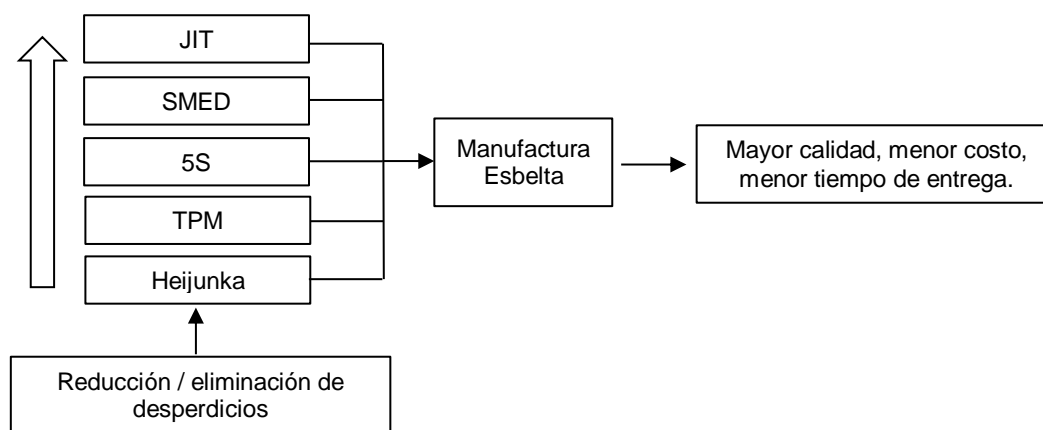 JIT
SMED
5S
TPM
Heijunka
Reducción / eliminación de
desperdicios
Manufactura
Esbelta
Mayor calidad, menor costo,
menor tiempo de entrega.